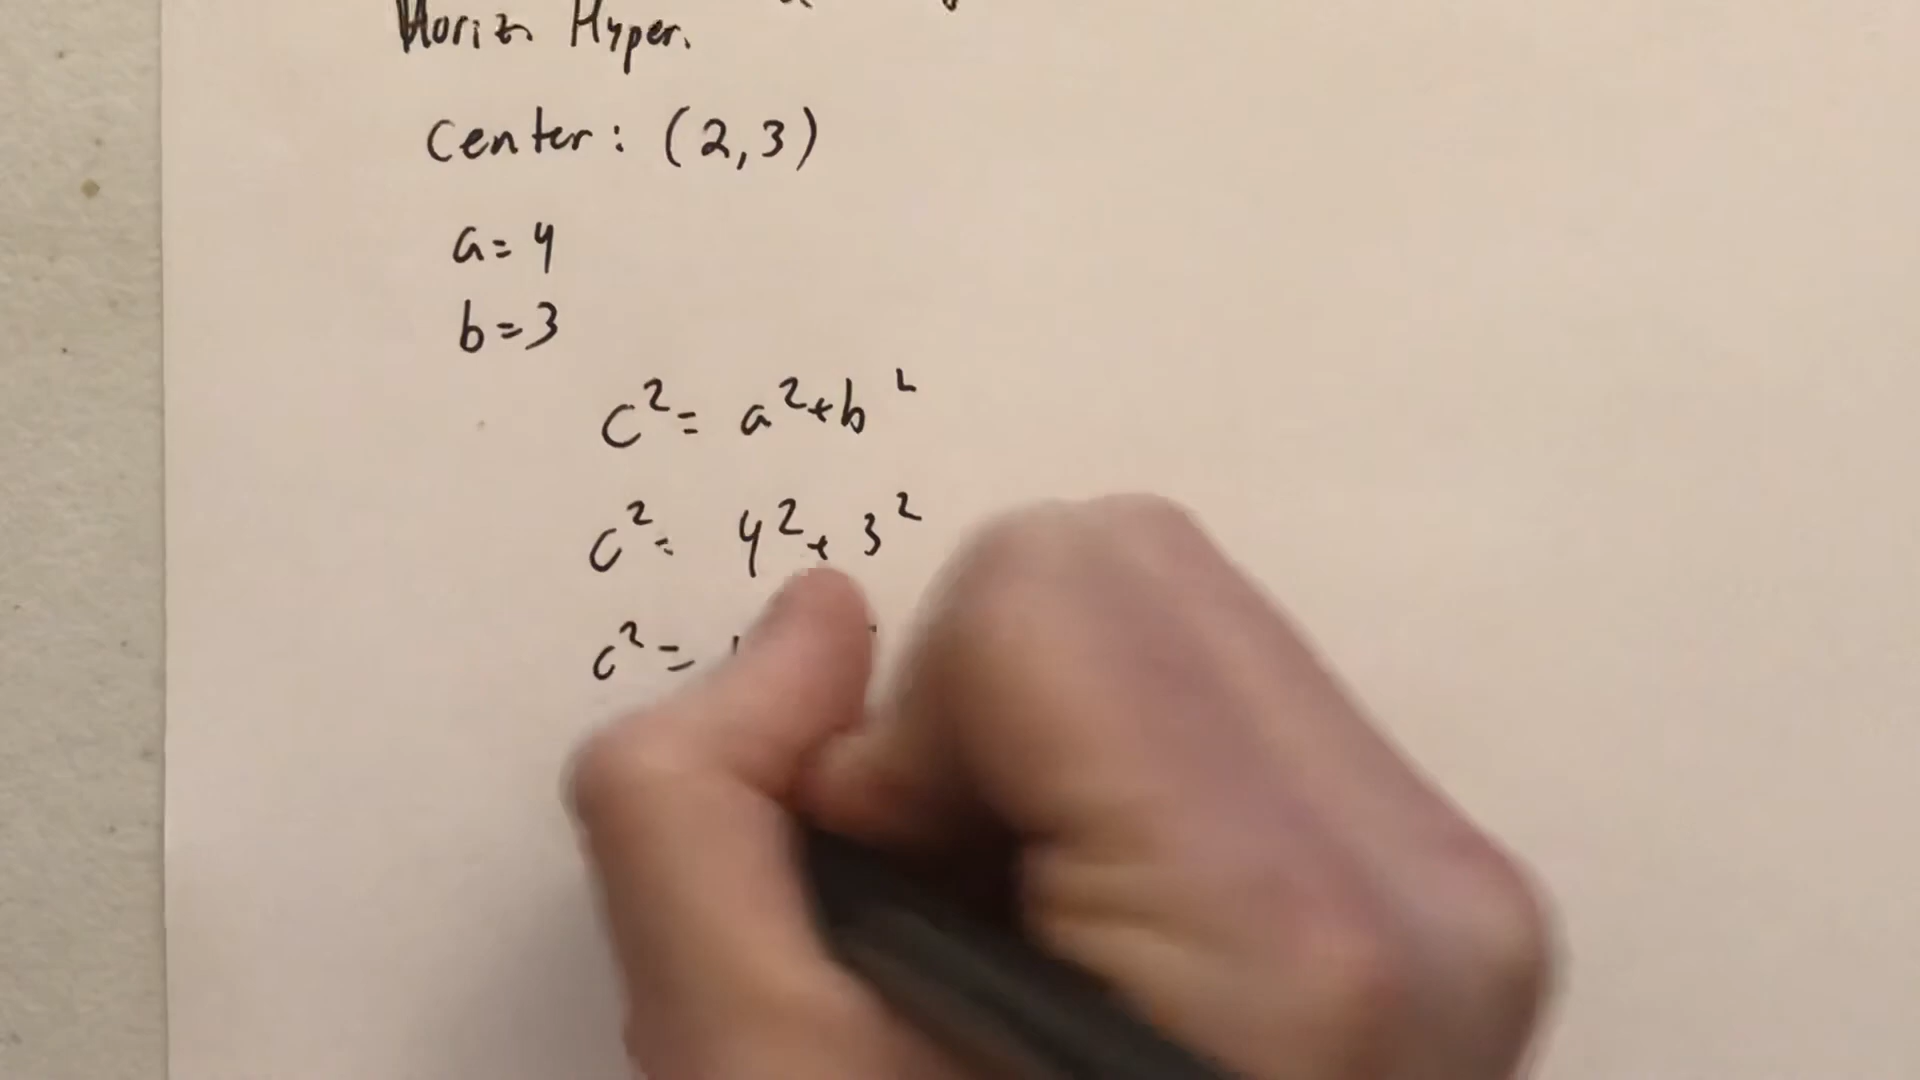 Horiz Hyper.
Center: (2,3)
a=4
b=3
c²= a²+b²
c²= 4²+ 3²
c²=